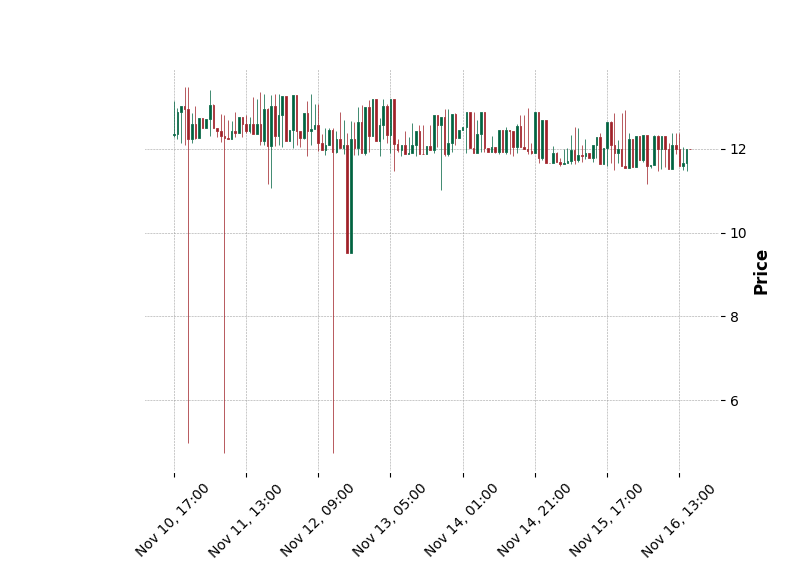 12
10
8
6
Price
Nov 10, 17:00
Nov 11, 13:00
Nov 12, 09:00
Nov 13, 05:00
Nov 14, 01:00
Nov 14, 21:00
Nov 15, 17:00
Nov 16, 13:00